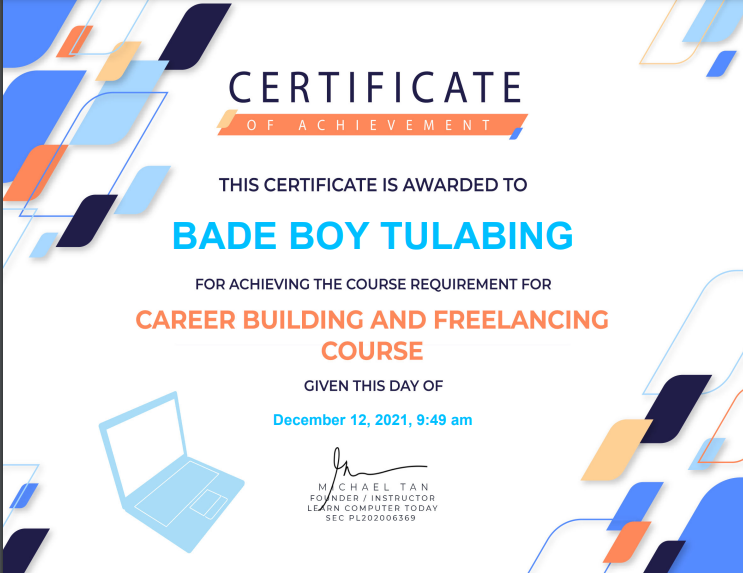 CERTIFICATE
OF ACHIEVEMENT
THIS CERTIFICATE IS AWARDED TO
BADE BOY TULABING
FOR ACHIEVING THE COURSE REQUIREMENT FOR
CAREER BUILDING AND FREELANCING
COURSE
GIVEN THIS DAY OF
December 12, 2021, 9:49 am
MICHAEL TAN
FOUNDER / INSTRUCTOR
LEARN COMPUTER TODAY
SEC PL202006369